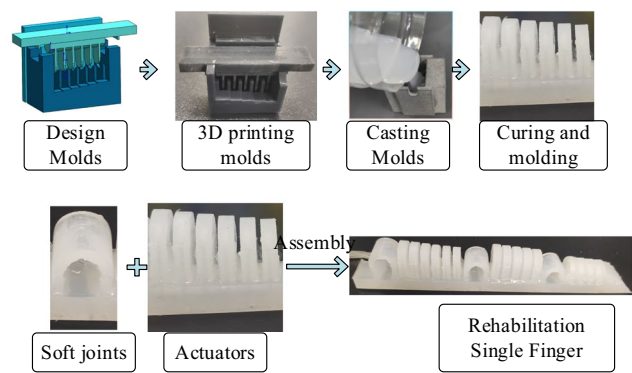 Design
Molds
3D printing
molds
Casting
Molds
Curing and
molding
Assembly
Soft joints
Actuators
Rehabilitation
Single Finger